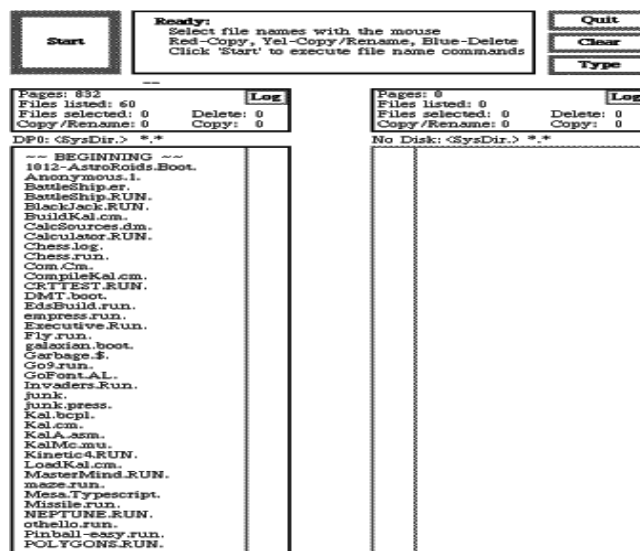 Start
Ready:
Select file names with the mouse
Red-Copy, Yel-Copy/Rename, Blue-Delete
Click 'Start' to execute file name commands
Quit
Clear
Type
Pages: 832
Log
Files listed: 60
Files selected: 0 Delete: 0
Copy/Rename: 0 Copy: 0
DP0: <SysDir.> *.*
~~ BEGINNING ~~
1012-AstroRoids.Boot.
Anonymous.1.
BattleShip.er.
BattleShip.RUN.
BlackJack.RUN.
BuildKal.cm.
CalcSources.dm.
Calculator.RUN.
Chess.log.
Chess.run.
Com.Cm.
CompileKal.cm.
CRTTEST.RUN.
DMT.boot.
EdsBuild.run.
empress.run.
Executive.Run.
Fly.run.
galaxian.boot.
Garbage.$.
Go9.run.
GoFont.AL.
Invaders.Run.
junk.
junk.press.
Kal.bcpl.
Kal.cm.
KalA.asm.
KalMc.mu.
Kinetic4.RUN.
LoadKal.cm.
MasterMind.RUN.
maze.run.
Mesa.Typescript.
Missile.run.
NEPTUNE.RUN.
othello.run.
Pinball-easy.run.
POLYGONS.RUN.
Pages: 0
Log
Files listed: 0
Files selected: 0 Delete: 0
Copy/Rename: 0 Copy: 0
No Disk: <SysDir.> *.*